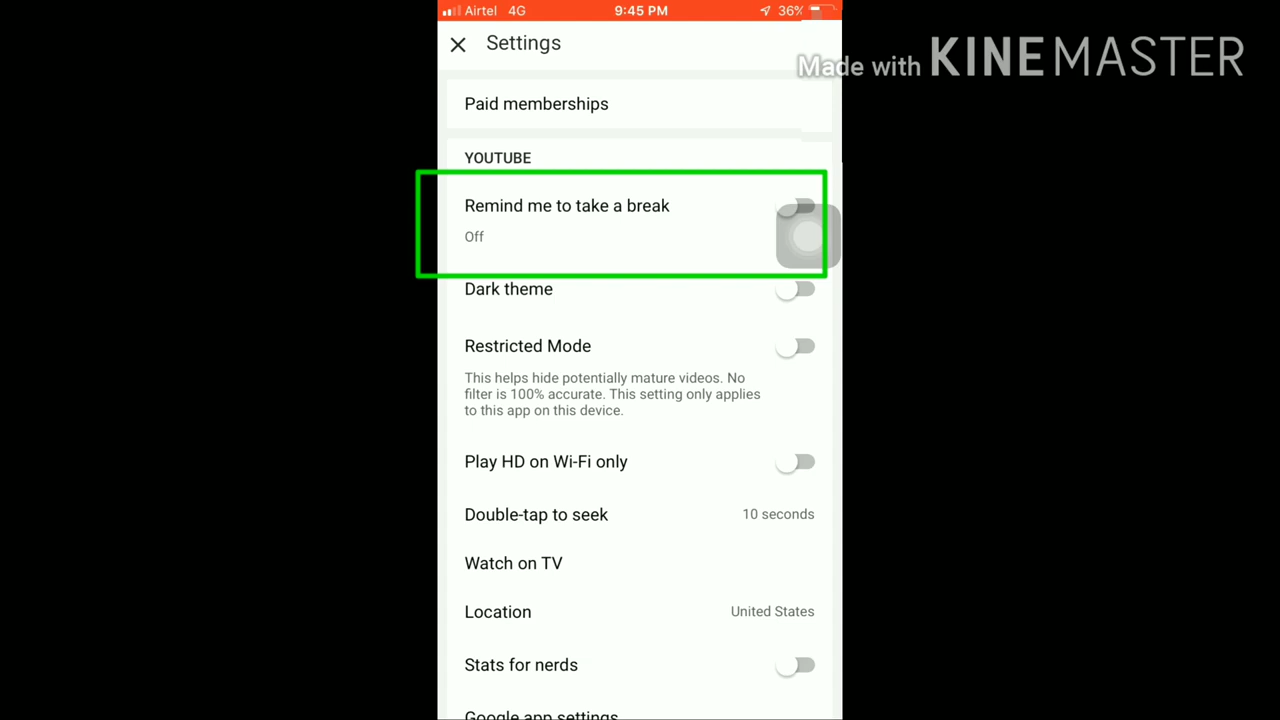 Airtel 4G 9:45 PM 36%
Settings
Made with KINEMASTER
Paid memberships
YOUTUBE
Remind me to take a break
Off
Dark theme
Restricted Mode
This helps hide potentially mature videos. No
filter is 100% accurate. This setting only applies
to this app on this device.
Play HD on Wi-Fi only
Double-tap to seek 10 seconds
Watch on TV
Location United States
Stats for nerds
Google app settings